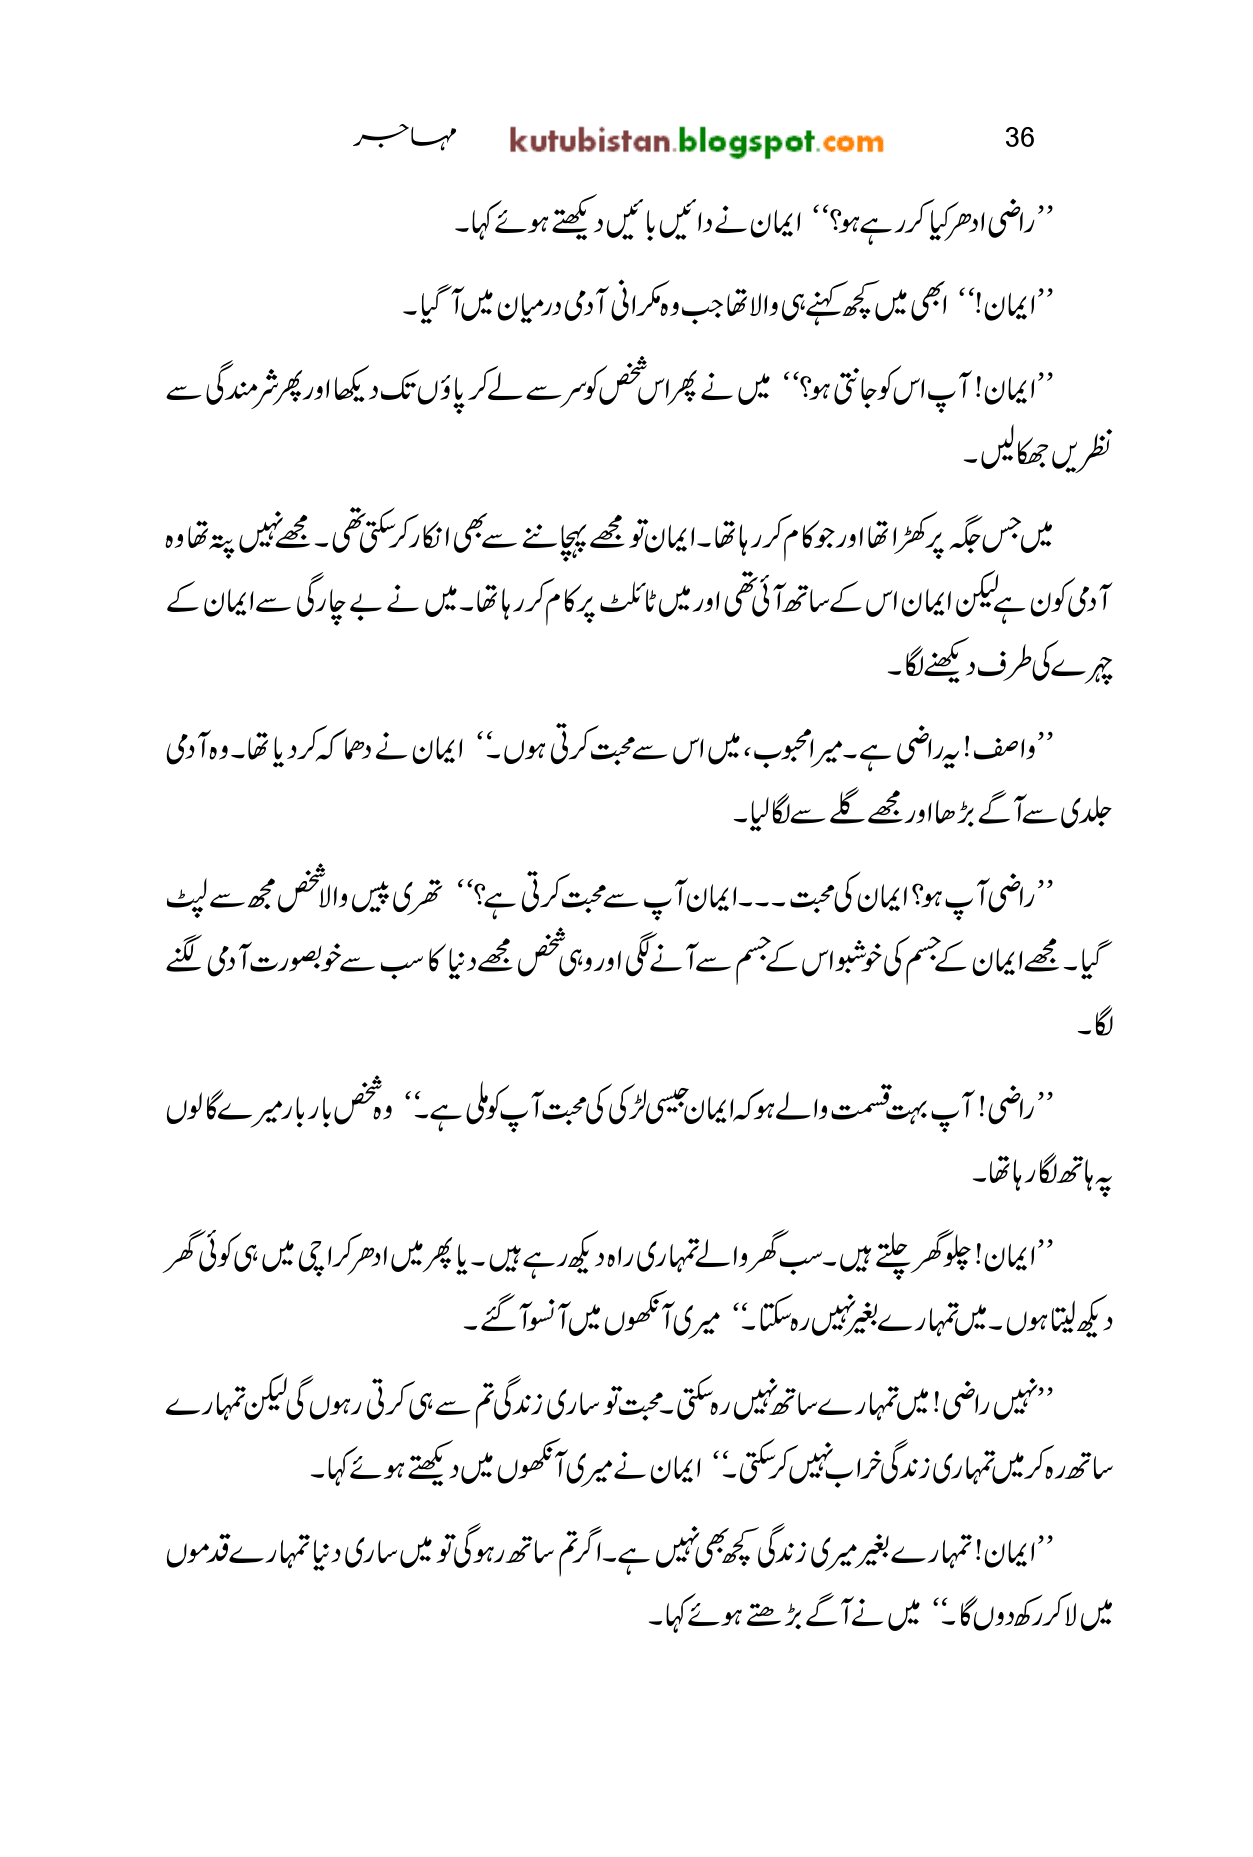 36 kutubistan.blogspot.com مہاجر
’’راضی ادھر کیا کر رہے ہو؟‘‘ ایمان نے دائیں بائیں دیکھتے ہوئے کہا۔
’’ایمان!‘‘ ابھی میں کچھ کہنے ہی والا تھا جب وہ مکرانی آدمی درمیان میں آ گیا۔
’’ایمان! آپ اس کو جانتی ہو؟‘‘ میں نے پھر اس شخص کو سر سے لے کر پاؤں تک دیکھا اور پھر شرمندگی سے
نظریں جھکا لیں۔
میں جس جگہ پر کھڑا تھا اور جو کام کر رہا تھا۔ ایمان تو مجھے پہچاننے سے بھی انکار کر سکتی تھی۔ مجھے نہیں پتہ تھا وہ
آدمی کون ہے لیکن ایمان اس کے ساتھ آئی تھی اور میں ٹائلٹ پر کام کر رہا تھا۔ میں نے بے چارگی سے ایمان کے
چہرے کی طرف دیکھنے لگا۔
’’واصف! یہ راضی ہے۔ میرا محبوب، میں اس سے محبت کرتی ہوں۔‘‘ ایمان نے دھماکہ کر دیا تھا۔ وہ آدمی
جلدی سے آگے بڑھا اور مجھے گلے سے لگا لیا۔
’’راضی آپ ہو؟ ایمان کی محبت ۔۔۔ ایمان آپ سے محبت کرتی ہے؟‘‘ تھری پیس والا شخص مجھ سے لپٹ
گیا۔ مجھے ایمان کے جسم کی خوشبو اس کے جسم سے آنے لگی اور وہی شخص مجھے دنیا کا سب سے خوبصورت آدمی لگنے
لگا۔
’’راضی! آپ بہت قسمت والے ہو کہ ایمان جیسی لڑکی کی محبت آپ کو ملی ہے۔‘‘ وہ شخص بار بار میرے گالوں
پہ ہاتھ لگا رہا تھا۔
’’ایمان! چلو گھر چلتے ہیں۔ سب گھر والے تمہاری راہ دیکھ رہے ہیں۔ یا پھر میں ادھر کراچی میں ہی کوئی گھر
دیکھ لیتا ہوں۔ میں تمہارے بغیر نہیں رہ سکتا۔‘‘ میری آنکھوں میں آنسو آ گئے۔
’’نہیں راضی! میں تمہارے ساتھ نہیں رہ سکتی۔ محبت تو ساری زندگی تم سے ہی کرتی رہوں گی لیکن تمہارے
ساتھ رہ کر میں تمہاری زندگی خراب نہیں کر سکتی۔‘‘ ایمان نے میری آنکھوں میں دیکھتے ہوئے کہا۔
’’ایمان! تمہارے بغیر میری زندگی کچھ بھی نہیں ہے۔ اگر تم ساتھ رہو گی تو میں ساری دنیا تمہارے قدموں
میں لا کر رکھ دوں گا۔‘‘ میں نے آگے بڑھتے ہوئے کہا۔